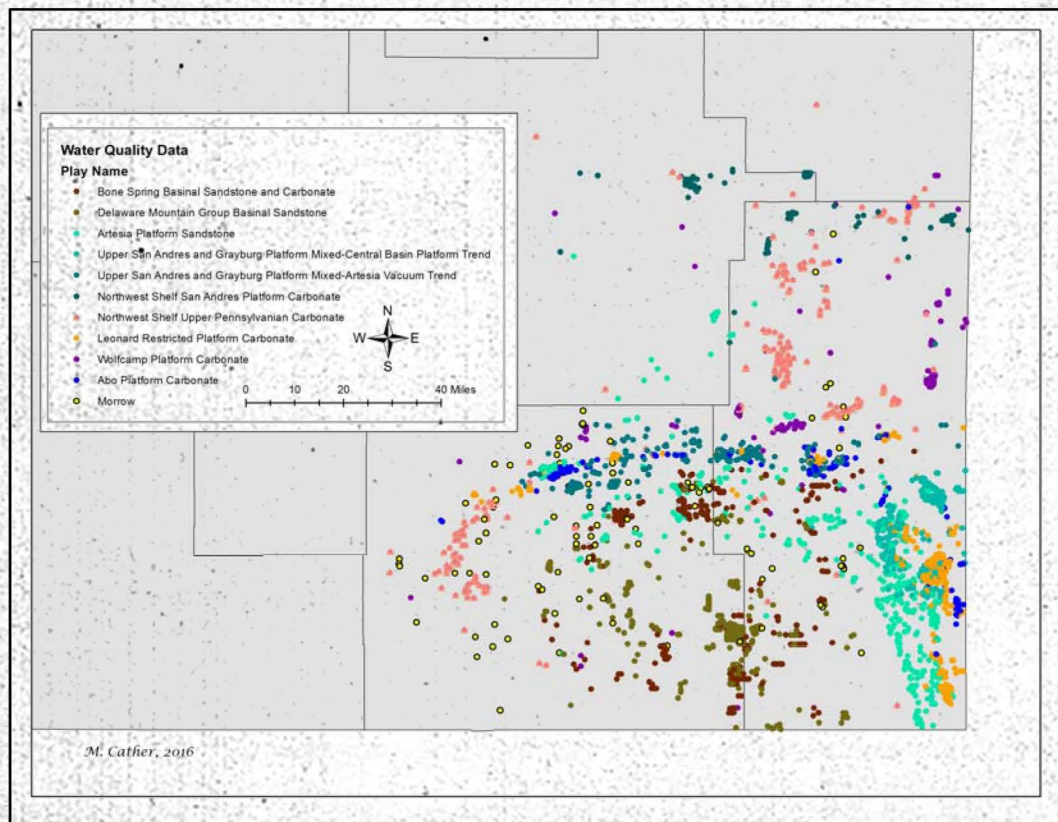 Water Quality Data
Play Name
Bone Spring Basinal Sandstone and Carbonate
Delaware Mountain Group Basinal Sandstone
Artesia Platform Sandstone
Upper San Andres and Grayburg Platform Mixed-Central Basin Platform Trend
Upper San Andres and Grayburg Platform Mixed-Artesia Vacuum Trend
Northwest Shelf San Andres Platform Carbonate
Northwest Shelf Upper Pennsylvanian Carbonate
Leonard Restricted Platform Carbonate
Wolfcamp Platform Carbonate
Abo Platform Carbonate
Morrow
N
W E
S
0 10 20 40 Miles
M. Cather, 2016